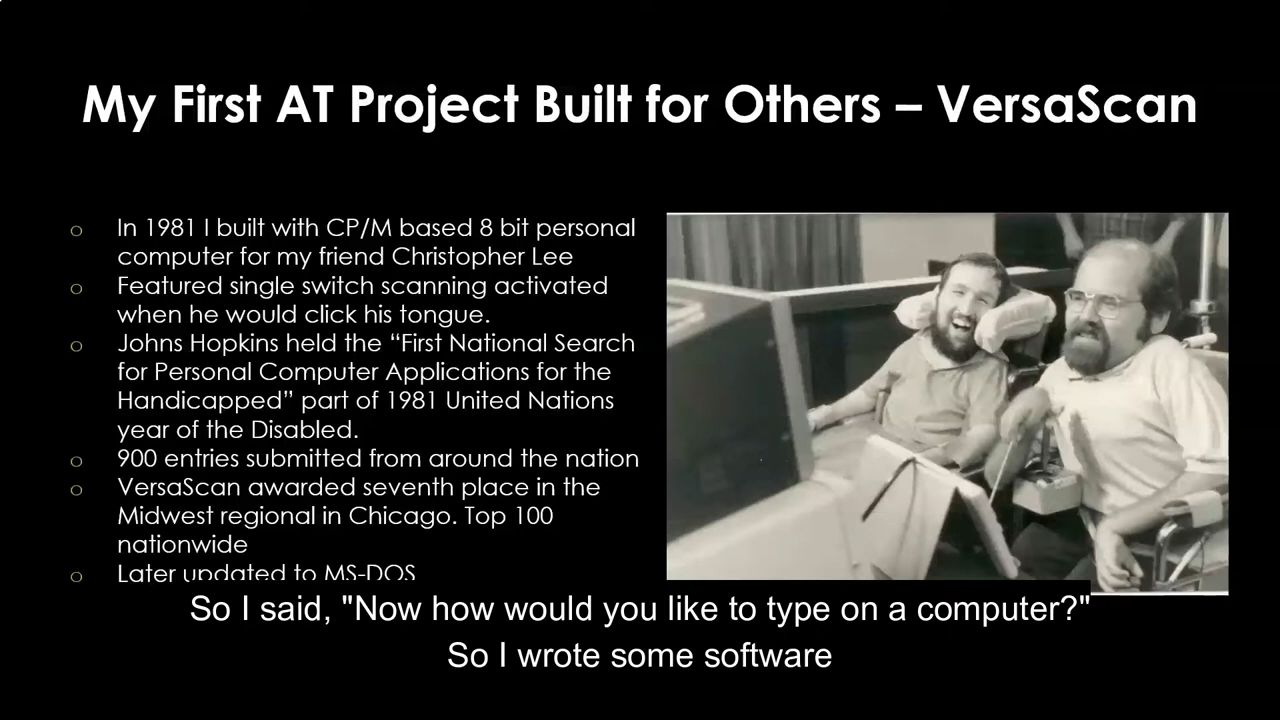 My First AT Project Built for Others – VersaScan
o In 1981 I built with CP/M based 8 bit personal
computer for my friend Christopher Lee
o Featured single switch scanning activated
when he would click his tongue.
o Johns Hopkins held the “First National Search
for Personal Computer Applications for the
Handicapped” part of 1981 United Nations
year of the Disabled.
o 900 entries submitted from around the nation
o VersaScan awarded seventh place in the
Midwest regional in Chicago. Top 100
nationwide
o Later updated to MS-DOS
So I said, "Now how would you like to type on a computer?"
So I wrote some software